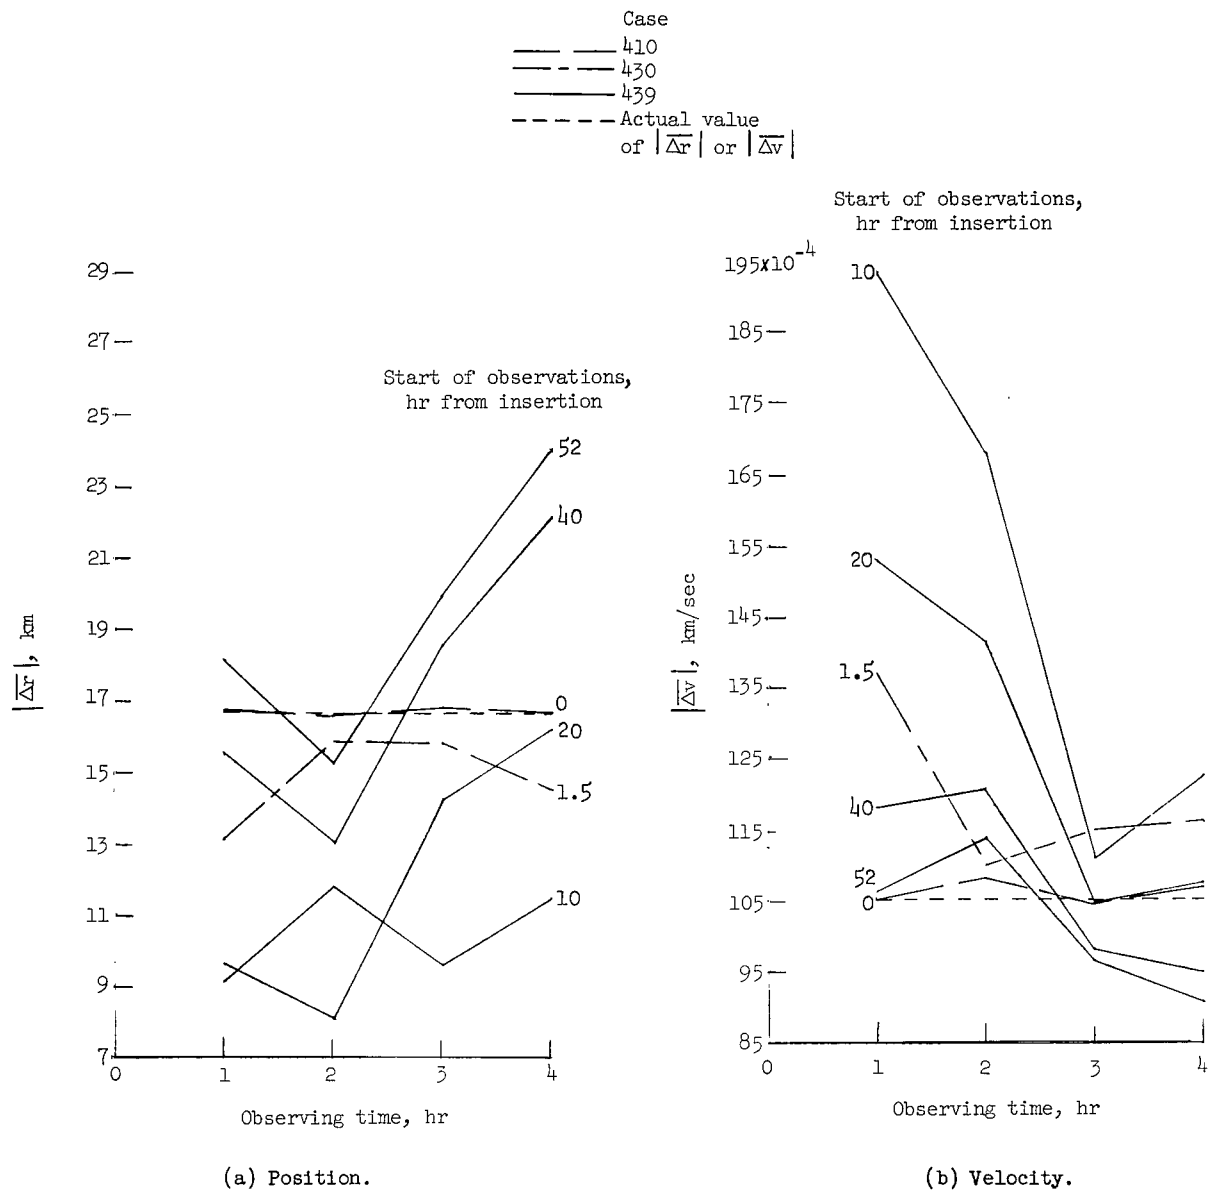 Case
410
430
439
Actual value
of |Δr| or |Δv|
Start of observations,
hr from insertion
29
27
25
23
21
19
17
15
13
11
9
7
|Δr|, km
52
40
0
20
1.5
10
0 1 2 3 4
Observing time, hr
(a) Position.
Start of observations,
hr from insertion
195x10-4
185
175
165
155
145
135
125
115
105
95
85
|Δv|, km/sec
10
20
1.5
40
52
0
0 1 2 3 4
Observing time, hr
(b) Velocity.